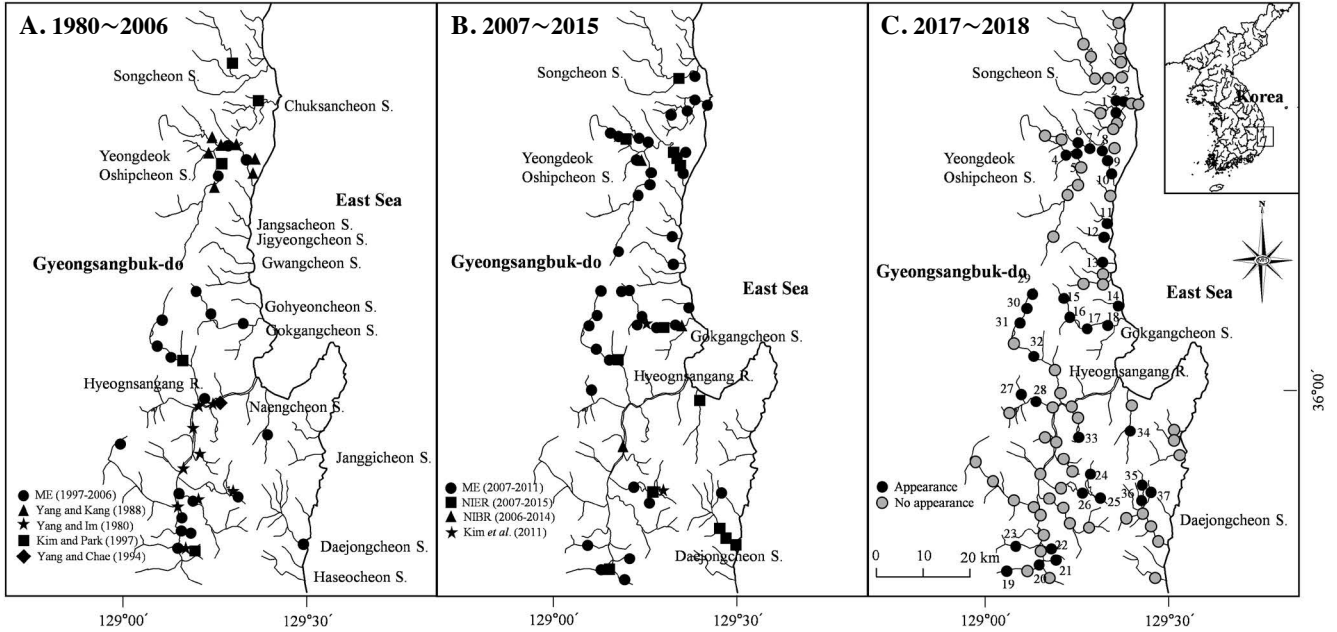 A. 1980~2006
Songcheon S.
Chuksancheon S.
Yeongdeok
Oshipcheon S.
East Sea
Jangsacheon S.
Jigyeongcheon S.
Gyeongsangbuk-do
Gwangcheon S.
Gohyeoncheon S.
Gokgangcheon S.
Hyeognsangang R.
Naengcheon S.
Janggicheon S.
ME (1997-2006)
Yang and Kang (1988)
Yang and Im (1980)
Kim and Park (1997)
Yang and Chae (1994)
Daejongcheon S.
Haseocheon S.
129°00′
129°30′
B. 2007~2015
Songcheon S.
Yeongdeok
Oshipcheon S.
Gyeongsangbuk-do
East Sea
Gokgangcheon S.
Hyeognsangang R.
ME (2007-2011)
NIER (2007-2015)
NIBR (2006-2014)
Kim et al. (2011)
Daejongcheon S.
129°00′
129°30′
C. 2017~2018
Korea
Songcheon S.
2
3
1
6
7
8
Yeongdeok
4
5
9
Oshipcheon S.
10
11
12
N
Gyeongsangbuk-do
13
29
East Sea
30
15
14
16
31
17
18
Gokgangcheon S.
32
Hyeognsangang R.
27
28
36°00′
33
34
24
35
Appearance
No appearance
26
25
36
37
Daejongcheon S.
23
22
0
10
20 km
21
19
20
129°00′
129°30′